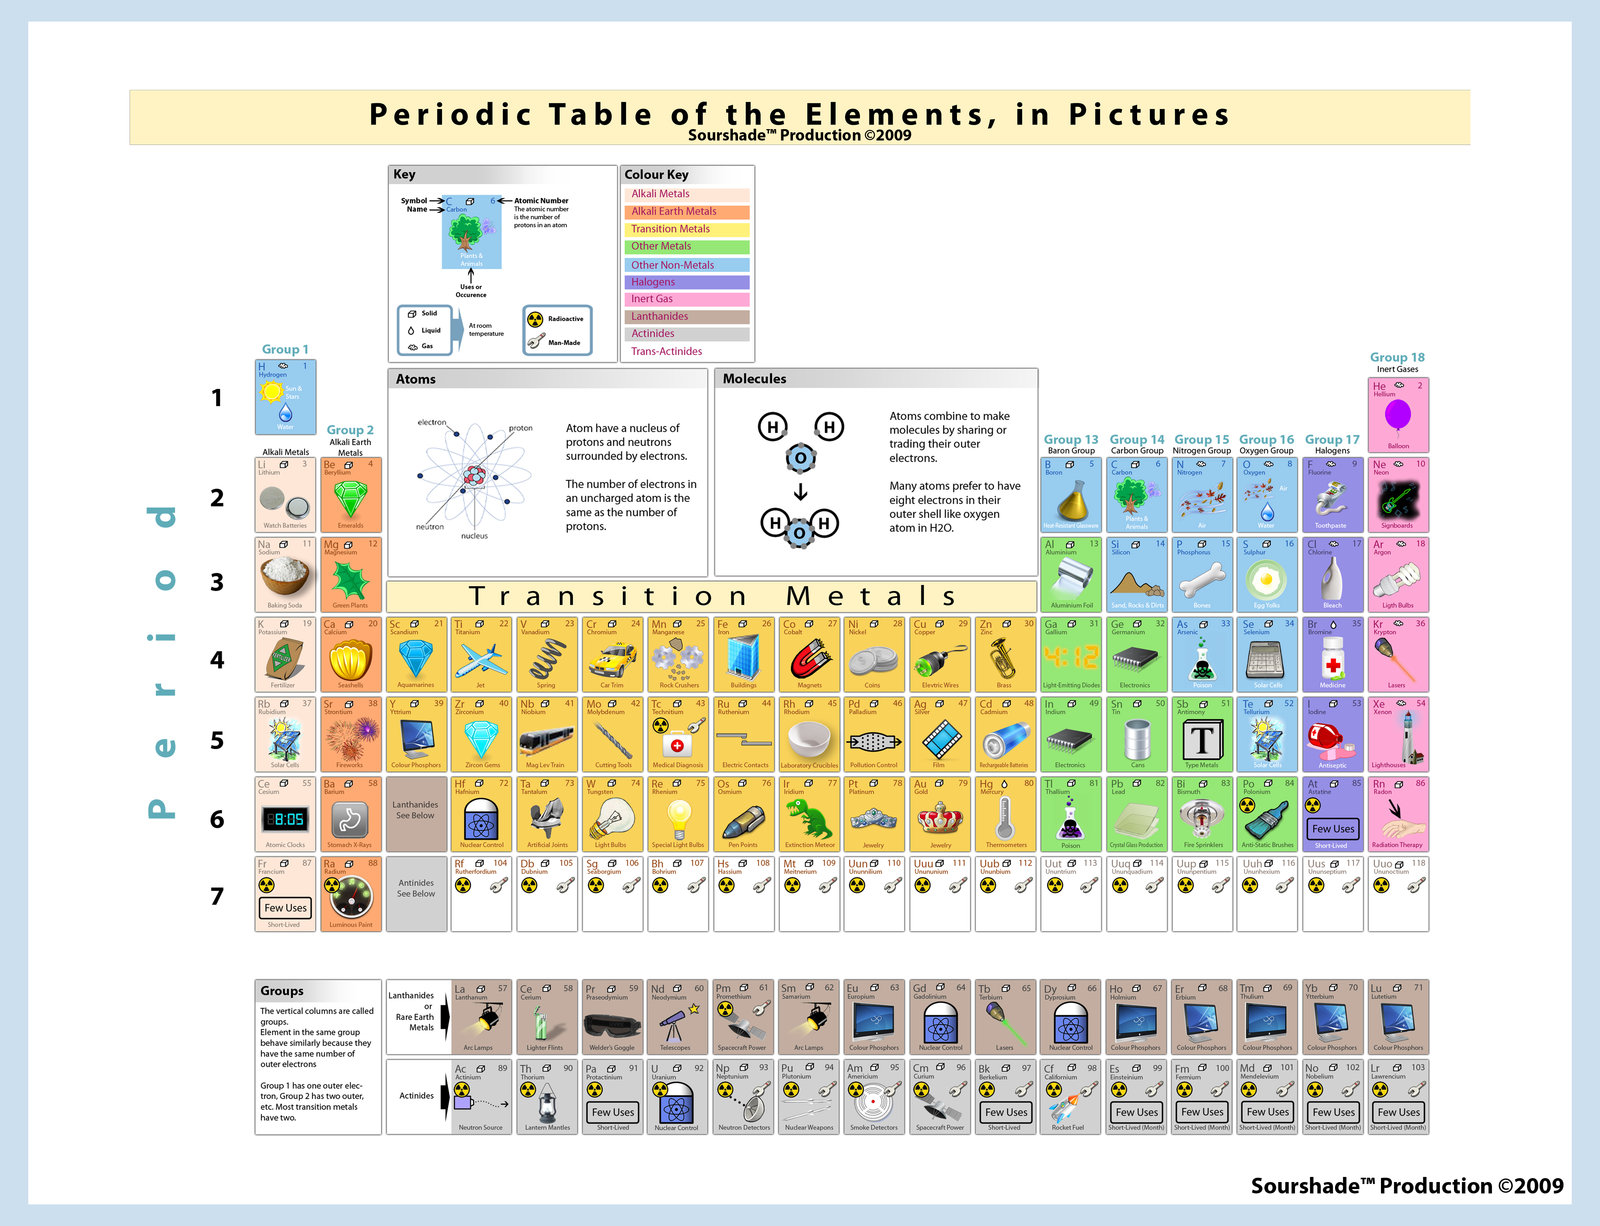 Periodic Table of the Elements, in Pictures
Sourshade™ Production ©2009
Key
Symbol
Name
C 6
Carbon
Plants &
Animals
Atomic Number
The atomic number
is the number of
protons in an atom
Uses or
Occurence
Solid
Liquid
Gas
At room
temperature
Radioactive
Man-Made
Colour Key
Alkali Metals
Alkali Earth Metals
Transition Metals
Other Metals
Other Non-Metals
Halogens
Inert Gas
Lanthanides
Actinides
Trans-Actinides
Atoms
electron
proton
neutron
nucleus
Atom have a nucleus of
protons and neutrons
surrounded by electrons.
The number of electrons in
an uncharged atom is the
same as the number of
protons.
Molecules
H H
O
H H
O
Atoms combine to make
molecules by sharing or
trading their outer
electrons.
Many atoms prefer to have
eight electrons in their
outer shell like oxygen
atom in H2O.
Period
1
2
3
4
5
6
7
Group 1
Alkali Metals
Group 2
Alkali Earth
Metals
Group 13
Baron Group
Group 14
Carbon Group
Group 15
Nitrogen Group
Group 16
Oxygen Group
Group 17
Halogens
Group 18
Inert Gases
H 1
Hydrogen
Sun &
Stars
Water
He 2
Hellium
Balloon
Li 3
Lithium
Watch Batteries
Be 4
Beryllium
Emeralds
B 5
Boron
Heat-Resistant Glassware
C 6
Carbon
Plants &
Animals
N 7
Nitrogen
Air
O 8
Oxygen
Air
Water
F 9
Fluorine
Toothpaste
Ne 10
Neon
Signboards
Na 11
Sodium
Baking Soda
Mg 12
Magnesium
Green Plants
Transition Metals
Al 13
Aluminium
Aluminium Foil
Si 14
Silicon
Sand, Rocks & Dirts
P 15
Phosphorus
Bones
S 16
Sulphur
Egg Yolks
Cl 17
Chlorine
Bleach
Ar 18
Argon
Ligth Bulbs
K 19
Potassium
Fertilizer
Ca 20
Calcium
Seashells
Sc 21
Scandium
Aquamarines
Ti 22
Titanium
Jet
V 23
Vanadium
Spring
Cr 24
Chromium
Car Trim
Mn 25
Manganese
Rock Crushers
Fe 26
Iron
Buildings
Co 27
Cobalt
Magnets
Ni 28
Nickel
Coins
Cu 29
Copper
Elevtric Wires
Zn 30
Zinc
Brass
Ga 31
Gallium
4:12
Light-Emitting Diodes
Ge 32
Germanium
Electronics
As 33
Arsenic
Poison
Se 34
Selenium
Solar Cells
Br 35
Bromine
Medicine
Kr 36
Krypton
Lasers
Rb 37
Rubidium
Solar Cells
Sr 38
Strontium
Fireworks
Y 39
Yttrium
Colour Phosphors
Zr 40
Zirconium
Zircon Gems
Nb 41
Niobium
Mag Lev Train
Mo 42
Molybdenum
Cutting Tools
Tc 43
Technitium
Medical Diagnosis
Ru 44
Ruthenium
Electric Contacts
Rh 45
Rhodium
Laboratory Crucibles
Pd 46
Palladium
Pollution Control
Ag 47
Silver
Film
Cd 48
Cadmium
Rechargable Batteries
In 49
Indium
Electronics
Sn 50
Tin
Cans
Sb 51
Antimony
T
Type Metals
Te 52
Tellurium
Solar Cells
I 53
Iodine
Antiseptic
Xe 54
Xenon
Lighthouses
Ce 55
Cesium
8:05
Atomic Clocks
Ba 58
Barium
Stomach X-Rays
Lanthanides
See Below
Hf 72
Hafnium
Nuclear Control
Ta 73
Tantalum
Artificial Joints
W 74
Tungsten
Light Bulbs
Re 75
Rhenium
Special Light Bulbs
Os 76
Osmium
Pen Points
Ir 77
Iridium
Extinction Meteor
Pt 78
Platinum
Jewelry
Au 79
Gold
Jewelry
Hg 80
Mercury
Thermometers
Tl 81
Thallium
Poison
Pb 82
Lead
Crystal Glass Production
Bi 83
Bismuth
Fire Sprinklers
Po 84
Polonium
Anti-Static Brushes
At 85
Astatine
Few Uses
Short-Lived
Rn 86
Radon
Radiation Therapy
Fr 87
Francium
Few Uses
Short-Lived
Ra 88
Radium
Luminous Paint
Antinides
See Below
Rf 104
Rutherfordium
Db 105
Dubnium
Sg 106
Seaborgium
Bh 107
Bohrium
Hs 108
Hassium
Mt 109
Meitnerium
Uun 110
Ununnilium
Uuu 111
Unununium
Uub 112
Ununbium
Uut 113
Ununtrium
Uuq 114
Ununquadium
Uup 115
Ununpentium
Uuh 116
Ununhexium
Uus 117
Ununseptium
Uuo 118
Ununoctium
Groups
The vertical columns are called
groups.
Element in the same group
behave similarly because they
have the same number of
outer electrons
Group 1 has one outer elec-
tron, Group 2 has two outer,
etc. Most transition metals
have two.
Lanthanides
or
Rare Earth
Metals
La 57
Lanthanum
Arc Lamps
Ce 58
Cerium
Lighter Flints
Pr 59
Praseodymium
Welder's Goggle
Nd 60
Neodymium
Telescopes
Pm 61
Promethium
Spacecraft Power
Sm 62
Samarium
Arc Lamps
Eu 63
Europium
Colour Phosphors
Gd 64
Gadolinium
Nuclear Control
Tb 65
Terbium
Lasers
Dy 66
Dyprosium
Nuclear Control
Ho 67
Holmium
Colour Phosphors
Er 68
Erbium
Colour Phosphors
Tm 69
Thulium
Colour Phosphors
Yb 70
Ytterbium
Colour Phosphors
Lu 71
Lutetium
Colour Phosphors
Actinides
Ac 89
Actinium
Neutron Source
Th 90
Thorium
Lantern Mantles
Pa 91
Protactinium
Few Uses
Short-Lived
U 92
Uranium
Nuclear Control
Np 93
Neptunium
Neutron Detectors
Pu 94
Plutonium
Nuclear Weapons
Am 95
Americium
Smoke Detectors
Cm 96
Curium
Spacecraft Power
Bk 97
Berkelium
Few Uses
Short-Lived
Cf 98
Californium
Rocket Fuel
Es 99
Einsteinium
Few Uses
Short-Lived (Month)
Fm 100
Fermium
Few Uses
Short-Lived (Month)
Md 101
Mendelevium
Few Uses
Short-Lived (Month)
No 102
Nobelium
Few Uses
Short-Lived (Month)
Lr 103
Lawrencium
Few Uses
Short-Lived (Month)
Sourshade™ Production ©2009